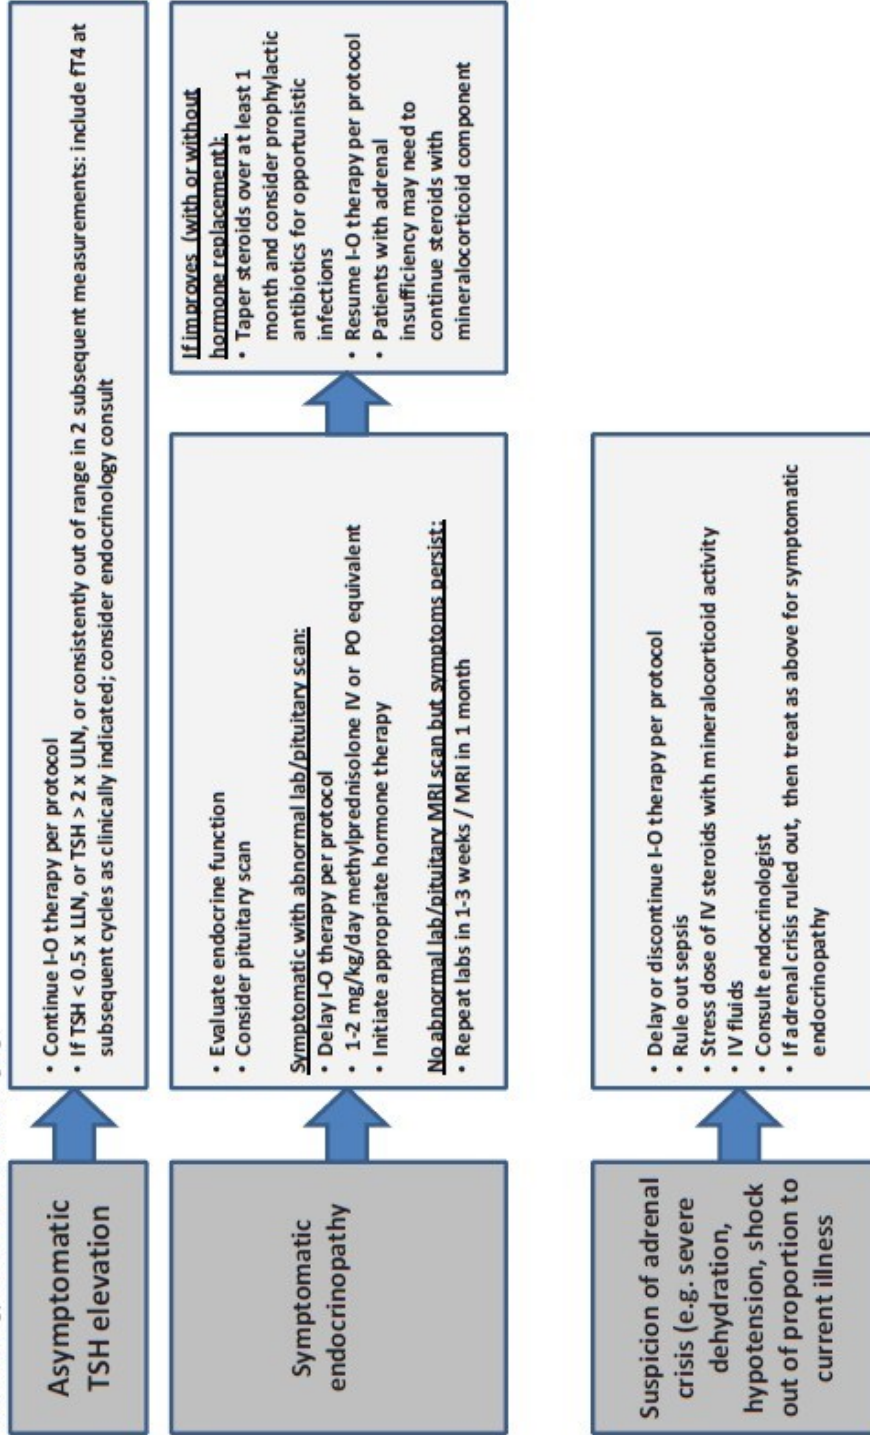 Asymptomatic
TSH elevation
• Continue I-O therapy per protocol
• If TSH < 0.5 x LLN, or TSH > 2 x ULN, or consistently out of range in 2 subsequent measurements: include fT4 at
subsequent cycles as clinically indicated; consider endocrinology consult
Symptomatic
endocrinopathy
• Evaluate endocrine function
• Consider pituitary scan
Symptomatic with abnormal lab/pituitary scan:
• Delay I-O therapy per protocol
• 1-2 mg/kg/day methylprednisolone IV or PO equivalent
• Initiate appropriate hormone therapy
No abnormal lab/pituitary MRI scan but symptoms persist:
• Repeat labs in 1-3 weeks / MRI in 1 month
If improves (with or without
hormone replacement):
• Taper steroids over at least 1
month and consider prophylactic
antibiotics for opportunistic
infections
• Resume I-O therapy per protocol
• Patients with adrenal
insufficiency may need to
continue steroids with
mineralocorticoid component
Suspicion of adrenal
crisis (e.g. severe
dehydration,
hypotension, shock
out of proportion to
current illness
• Delay or discontinue I-O therapy per protocol
• Rule out sepsis
• Stress dose of IV steroids with mineralocorticoid activity
• IV fluids
• Consult endocrinologist
• If adrenal crisis ruled out, then treat as above for symptomatic
endocrinopathy